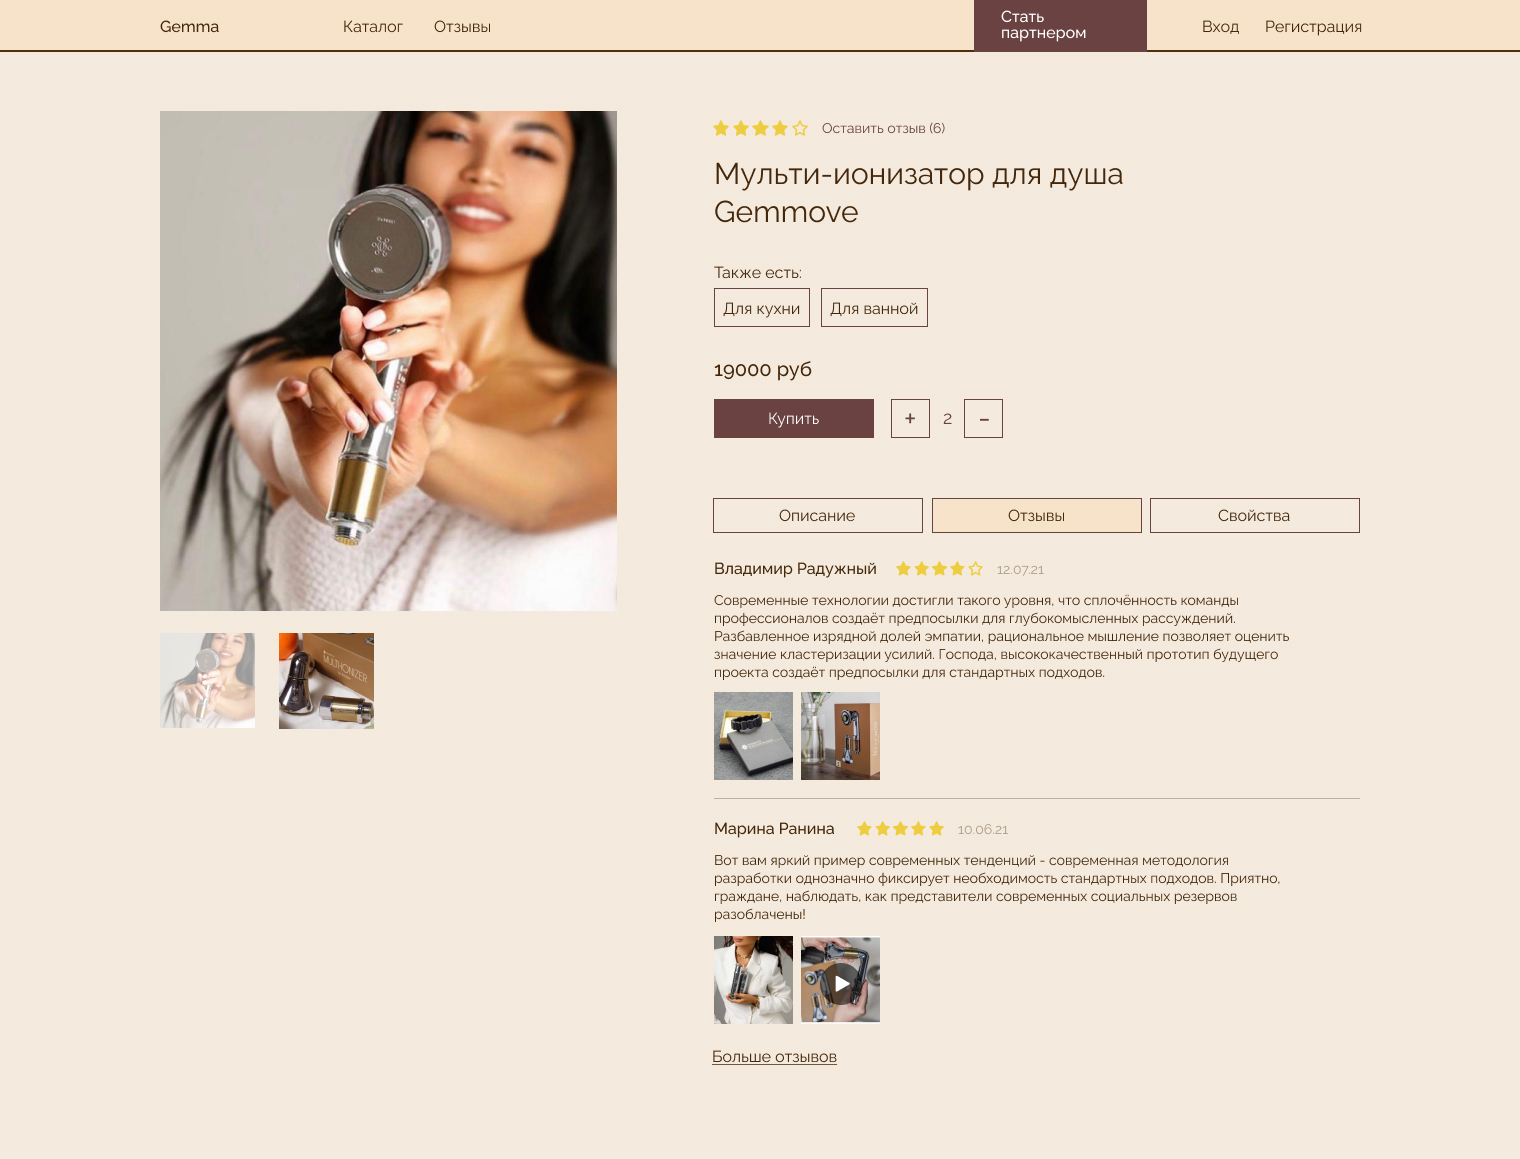 Gemma
Каталог
Отзывы
Стать
партнером
Вход
Регистрация
Оставить отзыв (6)
Мульти-ионизатор для душа
Gemmove
Также есть:
Для кухни
Для ванной
19000 руб
Купить
+
2
-
Описание
Отзывы
Свойства
Владимир Радужный
12.07.21
Современные технологии достигли такого уровня, что сплочённость команды
профессионалов создаёт предпосылки для глубокомысленных рассуждений.
Разбавленное изрядной долей эмпатии, рациональное мышление позволяет оценить
значение кластеризации усилий. Господа, высококачественный прототип будущего
проекта создаёт предпосылки для стандартных подходов.
Марина Ранина
10.06.21
Вот вам яркий пример современных тенденций - современная методология
разработки однозначно фиксирует необходимость стандартных подходов. Приятно,
граждане, наблюдать, как представители современных социальных резервов
разоблачены!
Больше отзывов